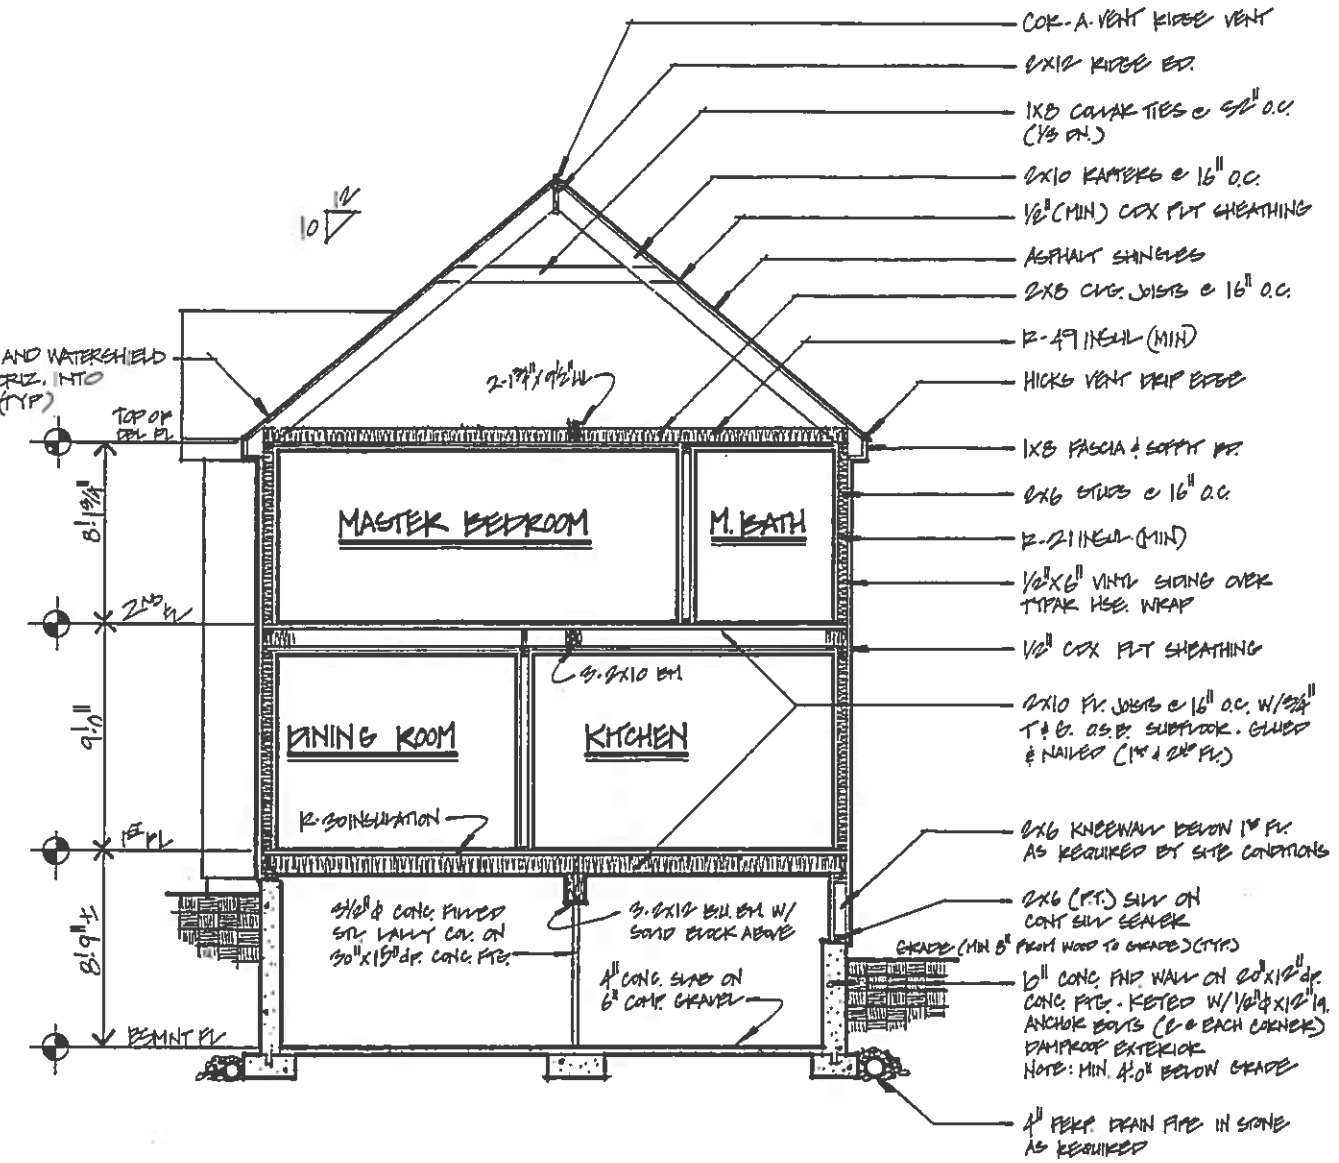 COR-A-VENT RIDGE VENT
2X12 RIDGE BD.
1X8 COLLAR TIES @ 32" O.C.
(1/3 DN.)
2X10 RAFTERS @ 16" O.C.
1/2" (MIN) CDX PLY SHEATHING
ASPHALT SHINGLES
2X8 CLG. JOISTS @ 16" O.C.
R-49 INSUL (MIN)
HICKS VENT DRIP EDGE
1X8 FASCIA & SOFFIT BD.
2X6 STUDS @ 16" O.C.
R-21 INSUL (MIN)
1/2"X6" VINYL SIDING OVER
TYPAR HSE. WRAP
1/2" CDX PLY SHEATHING
2X10 FL. JOISTS @ 16" O.C. W/ 3/4"
T & G. O.S.B. SUBFLOOR. GLUED
& NAILED (1ST & 2ND FL.)
2X6 KNEEWALL BELOW 1ST FL.
AS REQUIRED BY SITE CONDITIONS
2X6 (P.T.) SILL ON
CONT SILL SEALER
GRADE (MIN 8" FROM WOOD TO GRADE) (TYP.)
10" CONC. FND. WALL ON 20"X12" dp.
CONC. FTG. - KEYED W/ 1/2"ϕX12" lg.
ANCHOR BOLTS (2 @ EACH CORNER)
DAMPROOF EXTERIOR
NOTE: MIN. 4'.0" BELOW GRADE
4" PERF. DRAIN PIPE IN STONE
AS REQUIRED
12
10
AND WATERSHIELD
RIZ. INTO
(TYP)
TOP OF
DBL PL
2-1 3/4" X 9 1/2" LVL
8'.1 3/4"
MASTER BEDROOM
M. BATH
2ND FL
3-2X10 BM
9'.0"
DINING ROOM
KITCHEN
R-30 INSULATION
1ST FL
8'.9" ±
3 1/2" ϕ CONC. FILLED
STL LALLY COL. ON
30"X15" dp. CONC. FTG.
3-2X12 B.U. BM. W/
SOLID BLOCK ABOVE
4" CONC. SLAB ON
6" COMP. GRAVEL
BSMNT FL